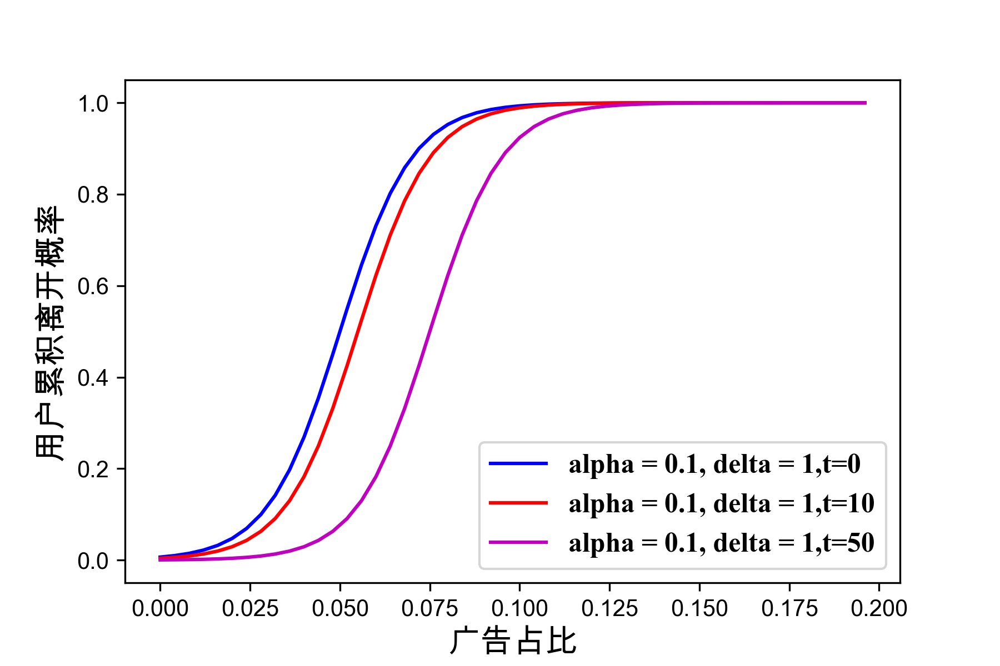 1.0
0.8
0.6
0.4
0.2
0.0
用户累积离开概率
alpha = 0.1, delta = 1,t=0
alpha = 0.1, delta = 1,t=10
alpha = 0.1, delta = 1,t=50
0.000 0.025 0.050 0.075 0.100 0.125 0.150 0.175 0.200
广告占比